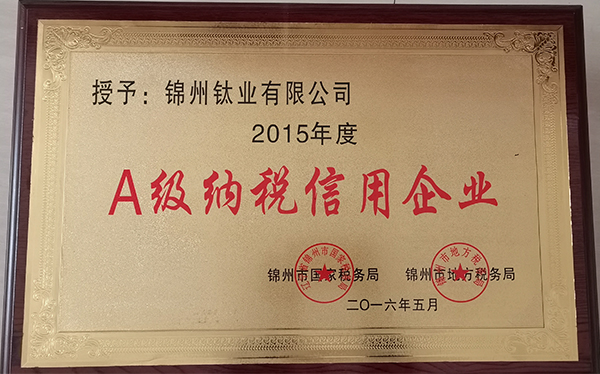 授予：锦州钛业有限公司
2015年度
A级纳税信用企业
锦州市国家税务局 锦州市地方税务局
二〇一六年五月